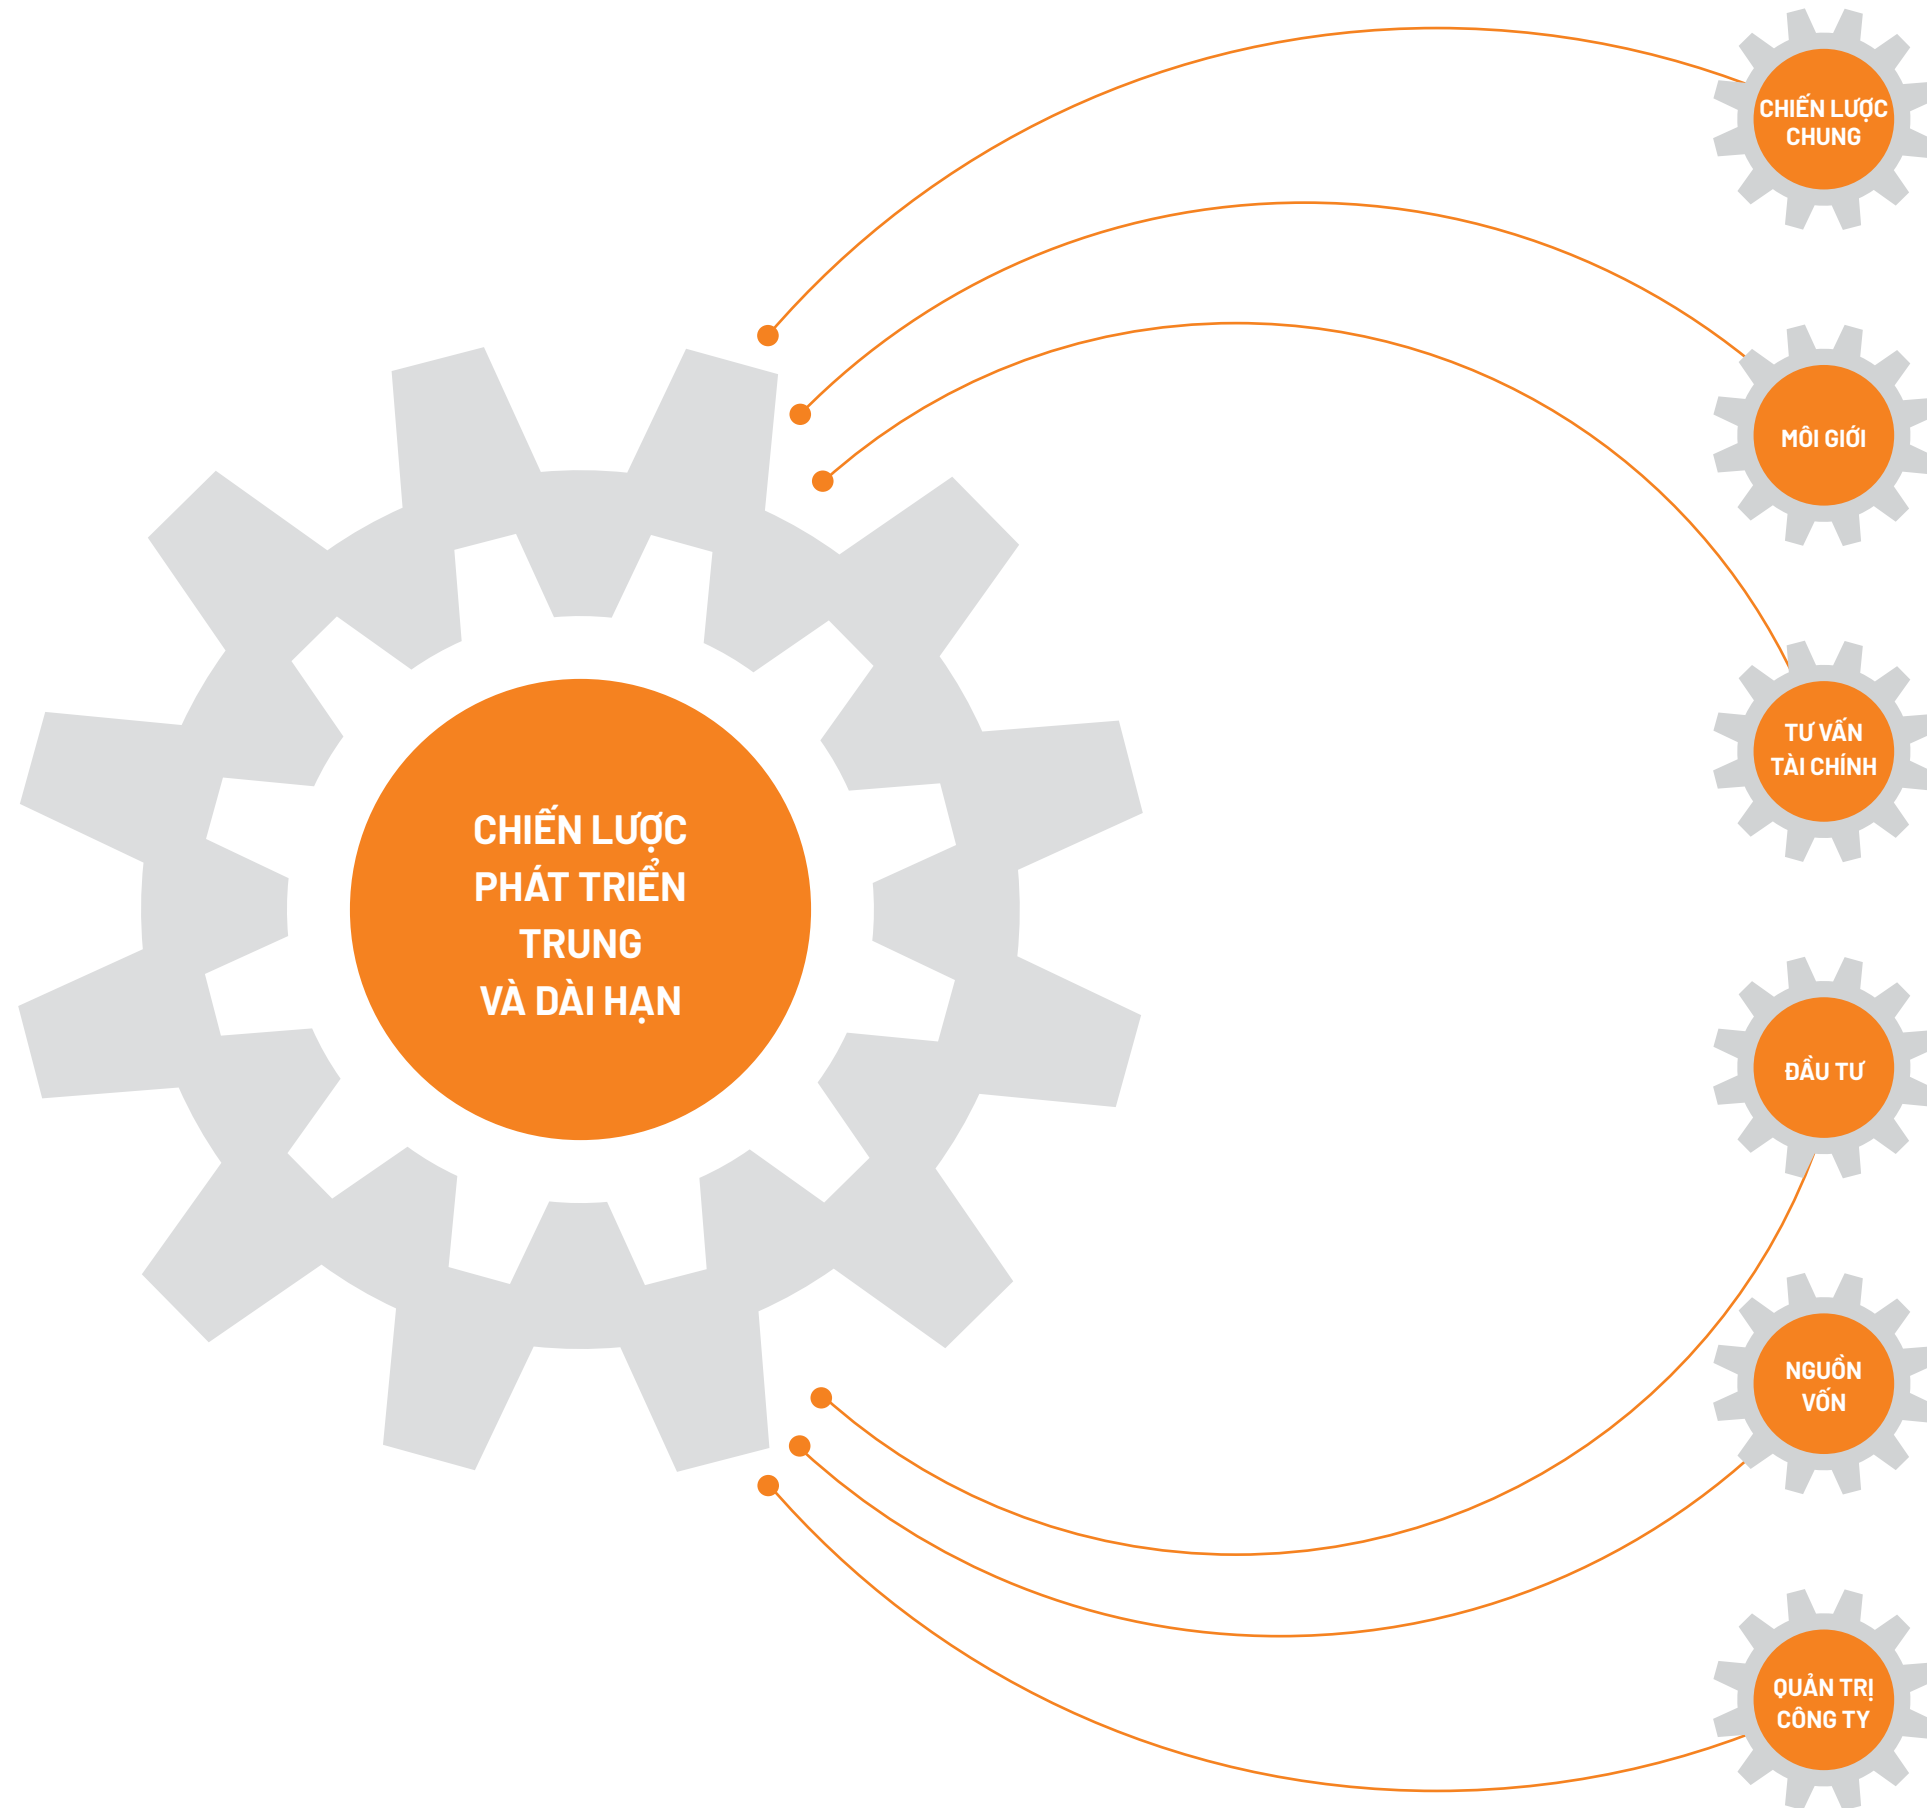 CHIẾN LƯỢC
PHÁT TRIỂN
TRUNG
VÀ DÀI HẠN
CHIẾN LƯỢC
CHUNG
MÔI GIỚI
TƯ VẤN
TÀI CHÍNH
ĐẦU TƯ
NGUỒN
VỐN
QUẢN TRỊ
CÔNG TY